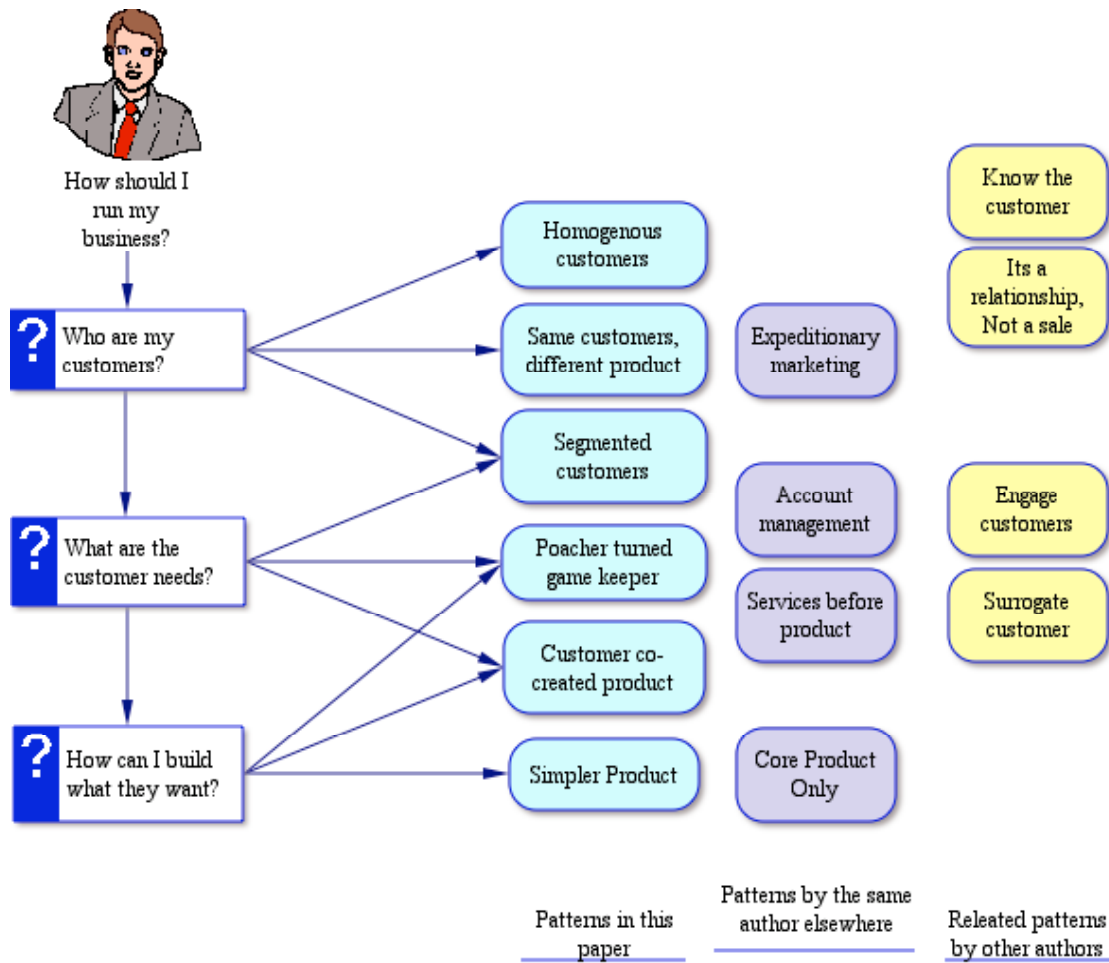 How should I
run my
business?
?
Who are my
customers?
?
What are the
customer needs?
?
How can I build
what they want?
Homogenous
customers
Same customers,
different product
Segmented
customers
Poacher turned
game keeper
Customer co-
created product
Simpler Product
Expeditionary
marketing
Account
management
Services before
product
Core Product
Only
Know the
customer
Its a
relationship,
Not a sale
Engage
customers
Surrogate
customer
Patterns in this
paper
Patterns by the same
author elsewhere
Releated patterns
by other authors